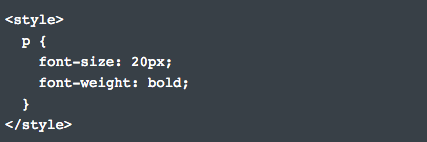 <style>
  p {
    font-size: 20px;
    font-weight: bold;
  }
</style>